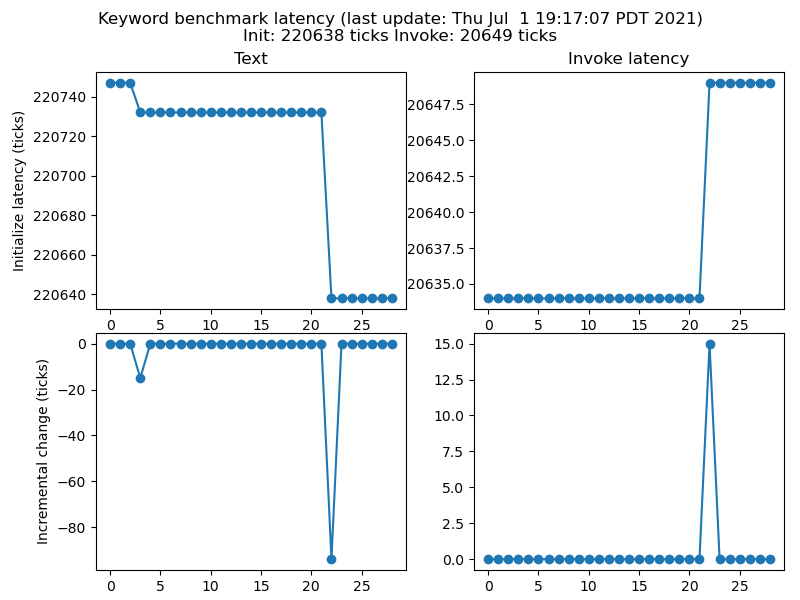 Keyword benchmark latency (last update: Thu Jul  1 19:17:07 PDT 2021)
Init: 220638 ticks Invoke: 20649 ticks
Text
Initialize latency (ticks)
220740
220720
220700
220680
220660
220640
0 5 10 15 20 25
Invoke latency
20647.5
20645.0
20642.5
20640.0
20637.5
20635.0
0 5 10 15 20 25
Incremental change (ticks)
0
−20
−40
−60
−80
0 5 10 15 20 25
15.0
12.5
10.0
7.5
5.0
2.5
0.0
0 5 10 15 20 25